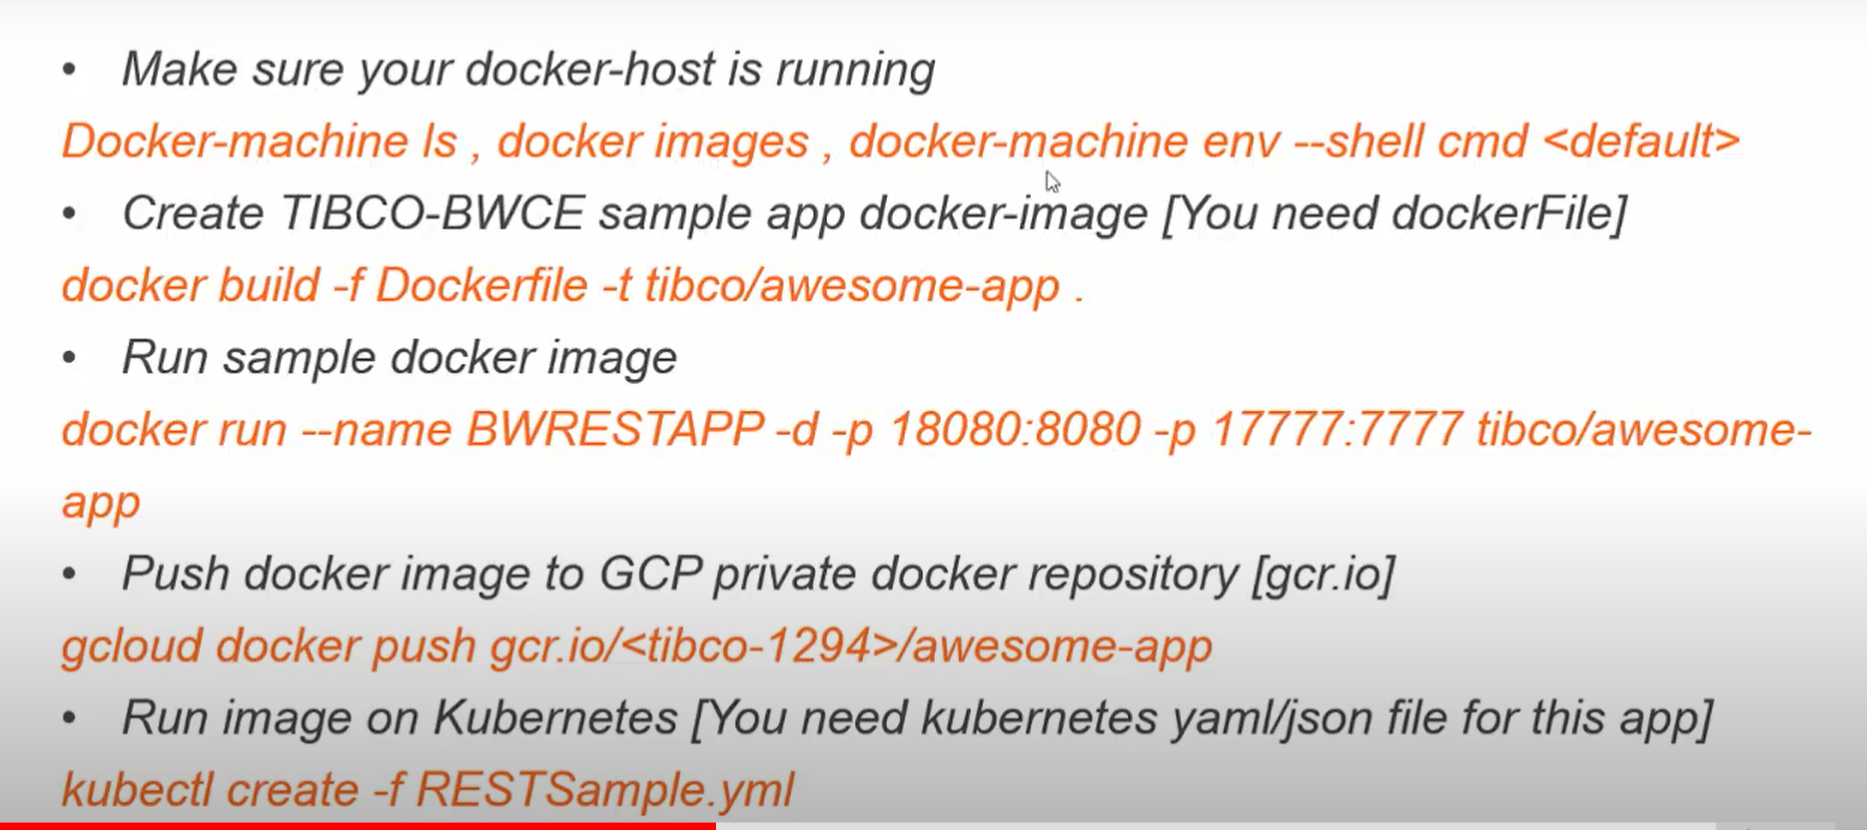 • Make sure your docker-host is running
Docker-machine ls , docker images , docker-machine env --shell cmd <default>
• Create TIBCO-BWCE sample app docker-image [You need dockerFile]
docker build -f Dockerfile -t tibco/awesome-app .
• Run sample docker image
docker run --name BWRESTAPP -d -p 18080:8080 -p 17777:7777 tibco/awesome-
app
• Push docker image to GCP private docker repository [gcr.io]
gcloud docker push gcr.io/<tibco-1294>/awesome-app
• Run image on Kubernetes [You need kubernetes yaml/json file for this app]
kubectl create -f RESTSample.yml